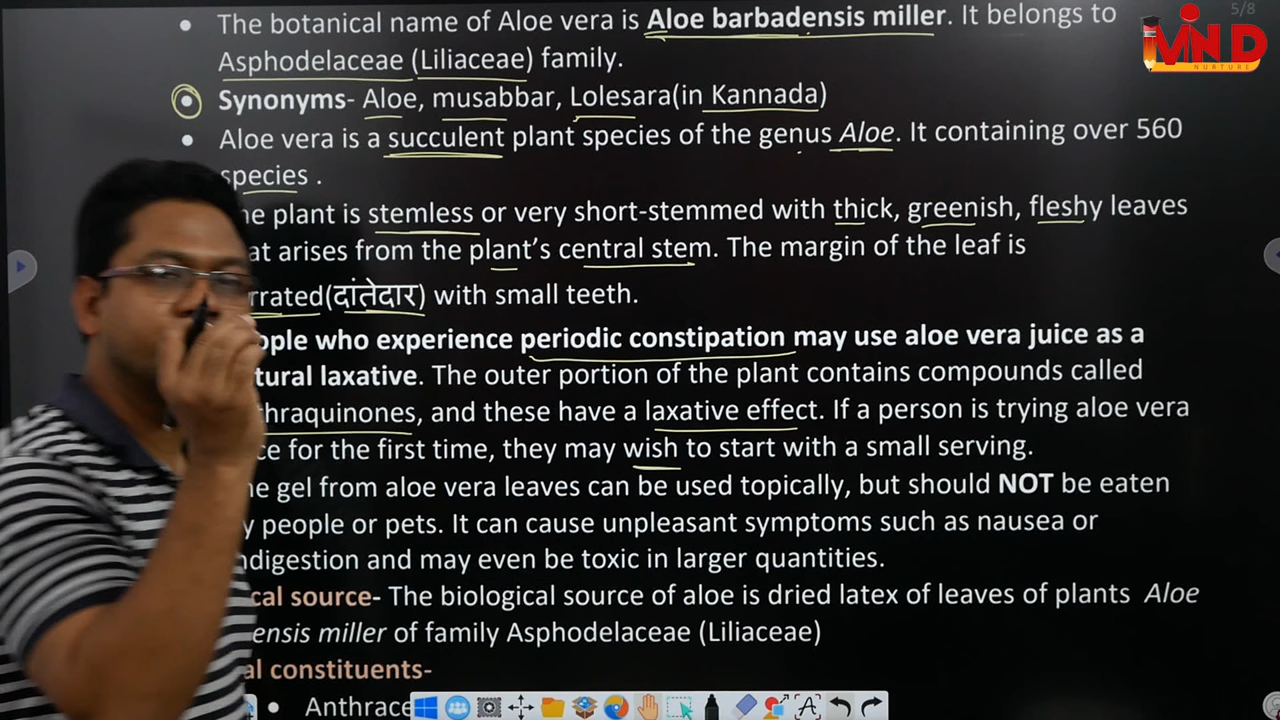 5/8
MIND
NURTURE
• The botanical name of Aloe vera is Aloe barbadensis miller. It belongs to
Asphodelaceae (Liliaceae) family.
• Synonyms- Aloe, musabbar, Lolesara(in Kannada)
• Aloe vera is a succulent plant species of the genus Aloe. It containing over 560
species .
plant is stemless or very short-stemmed with thick, greenish, fleshy leaves
at arises from the plant's central stem. The margin of the leaf is
rrated(दांतेदार) with small teeth.
ople who experience periodic constipation may use aloe vera juice as a
tural laxative. The outer portion of the plant contains compounds called
thraquinones, and these have a laxative effect. If a person is trying aloe vera
ce for the first time, they may wish to start with a small serving.
gel from aloe vera leaves can be used topically, but should NOT be eaten
y people or pets. It can cause unpleasant symptoms such as nausea or
ndigestion and may even be toxic in larger quantities.
cal source- The biological source of aloe is dried latex of leaves of plants Aloe
ensis miller of family Asphodelaceae (Liliaceae)
al constituents-
• Anthrace